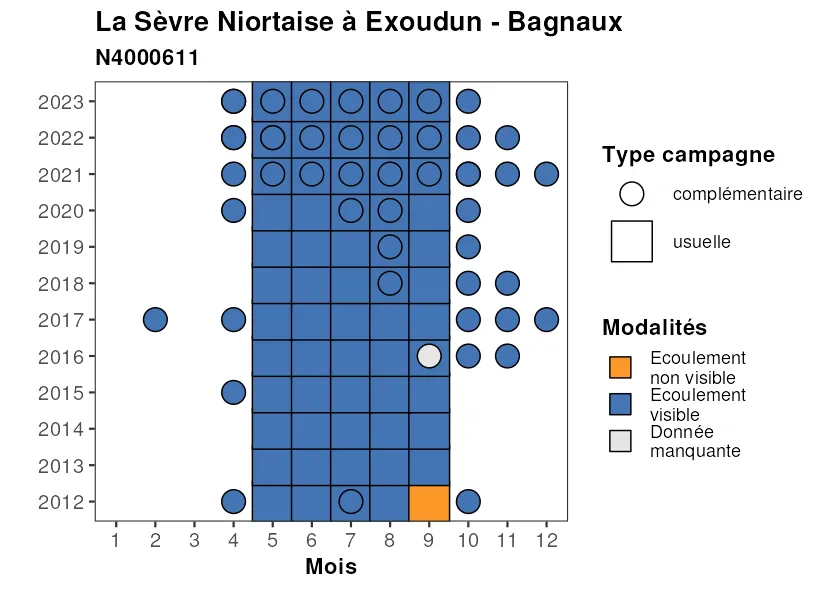 La Sèvre Niortaise à Exoudun - Bagnaux
N4000611
2023
2022
2021
2020
2019
2018
2017
2016
2015
2014
2013
2012
1 2 3 4 5 6 7 8 9 10 11 12
Mois
Type campagne
complémentaire
usuelle
Modalités
Ecoulement
non visible
Ecoulement
visible
Donnée
manquante